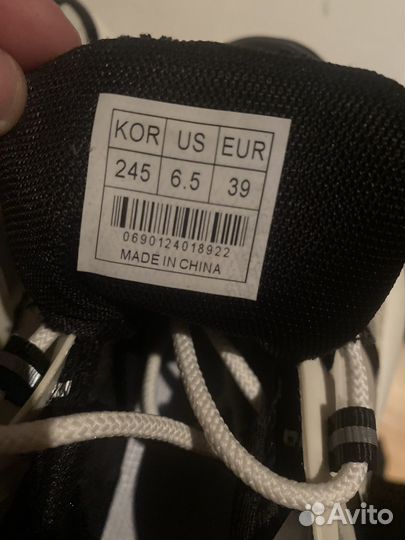 KOR US EUR
245 6.5 39
0690124018922
MADE IN CHINA
Avito